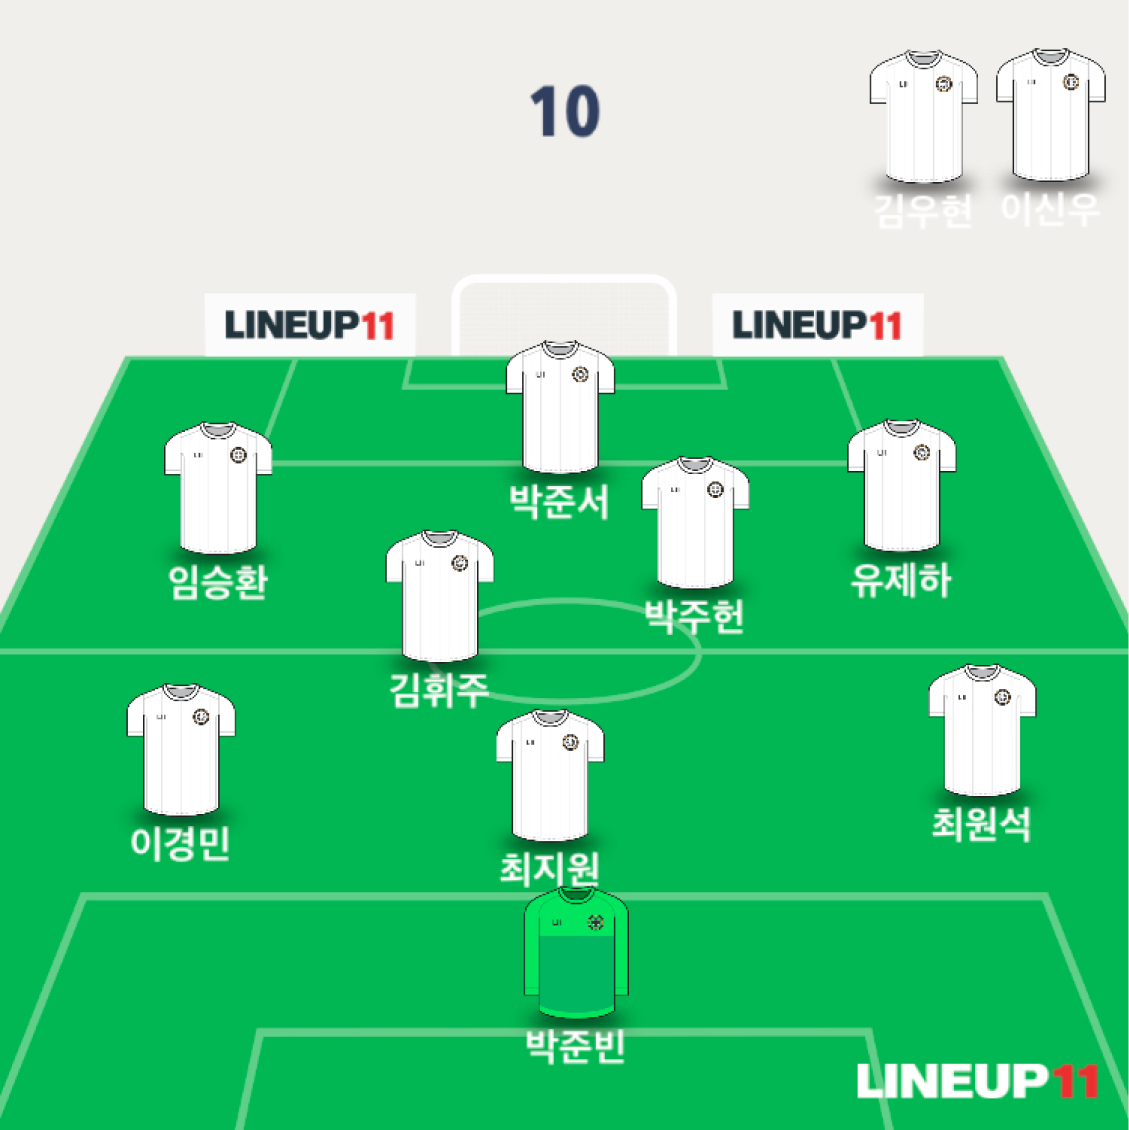 10
김우현 이신우
LINEUP11 LINEUP11
박준서
임승환 유제하
박주헌
김휘주
이경민 최원석
최지원
박준빈
LINEUP11